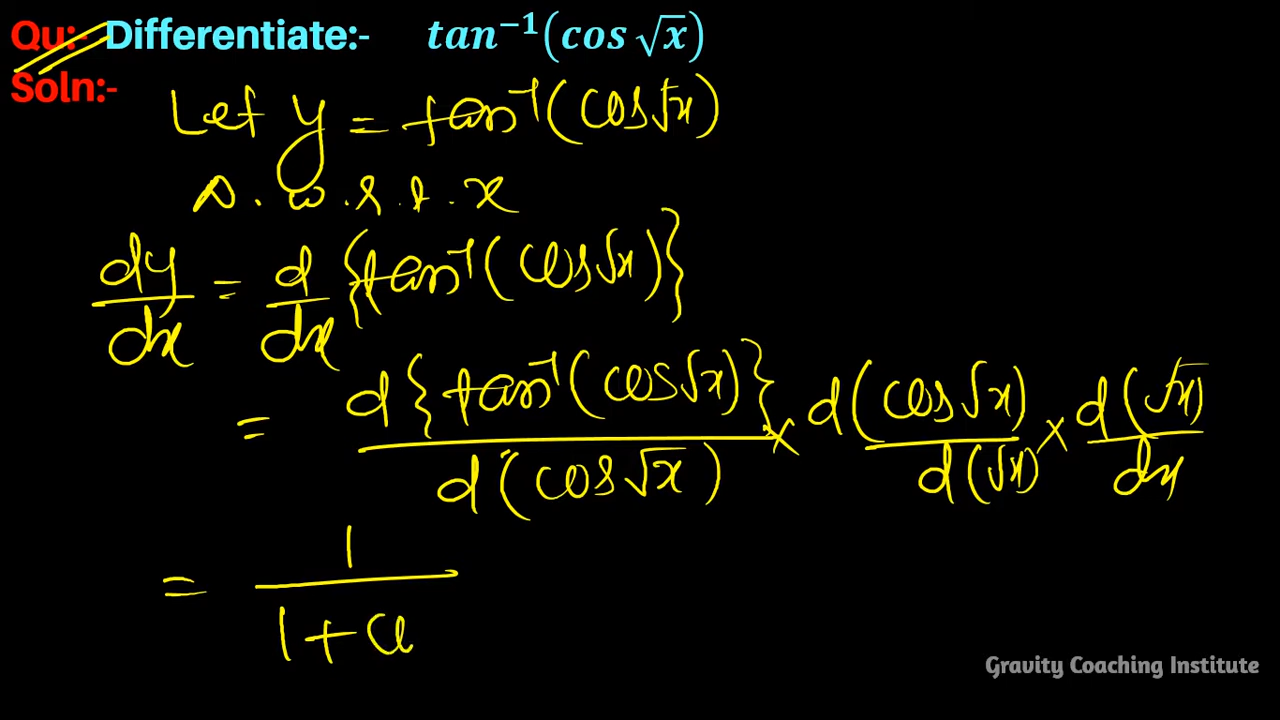 Qu:- Differentiate:- tan⁻¹(cos √x)
Soln:-
Let y = tan⁻¹(cos√x)
D. w. r. t. x
dy/dx = d/dx {tan⁻¹(cos√x)}
= d{tan⁻¹(cos√x)}/d(cos√x) × d(cos√x)/d(√x) × d(√x)/dx
= 1/(1+co
Gravity Coaching Institute